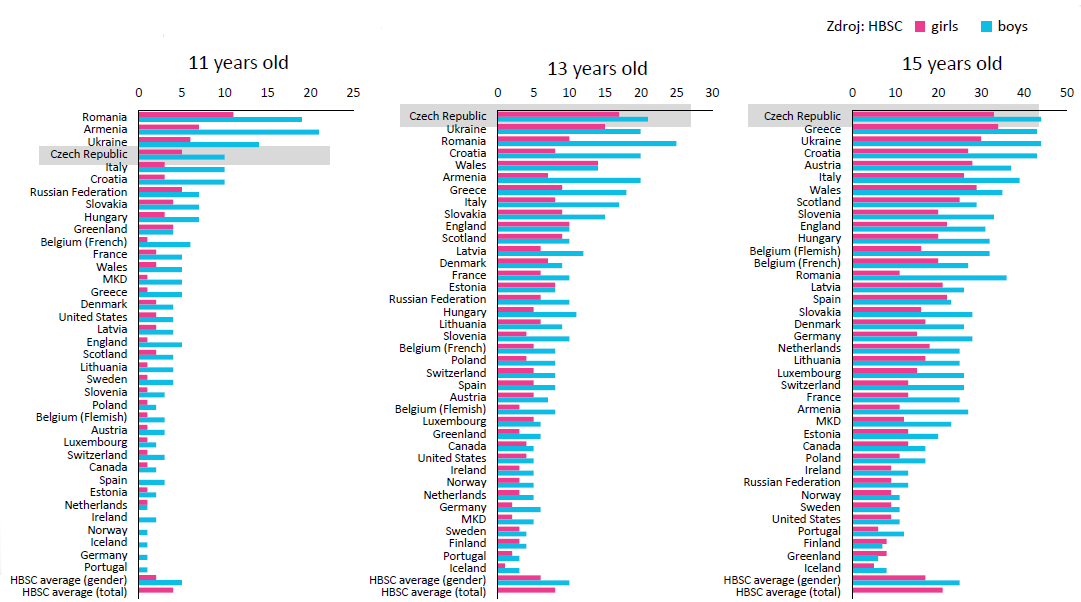 Zdroj: HBSC girls boys
11 years old
0 5 10 15 20 25
Romania
Armenia
Ukraine
Czech Republic
Italy
Croatia
Russian Federation
Slovakia
Hungary
Greenland
Belgium (French)
France
Wales
MKD
Greece
Denmark
United States
Latvia
England
Scotland
Lithuania
Sweden
Slovenia
Poland
Belgium (Flemish)
Austria
Luxembourg
Switzerland
Canada
Spain
Estonia
Netherlands
Ireland
Norway
Iceland
Germany
Portugal
HBSC average (gender)
HBSC average (total)
13 years old
0 5 10 15 20 25 30
Czech Republic
Ukraine
Romania
Croatia
Wales
Armenia
Greece
Italy
Slovakia
England
Scotland
Latvia
Denmark
France
Estonia
Russian Federation
Hungary
Lithuania
Slovenia
Belgium (French)
Poland
Switzerland
Spain
Austria
Belgium (Flemish)
Luxembourg
Greenland
Canada
United States
Ireland
Norway
Netherlands
Germany
MKD
Sweden
Finland
Portugal
Iceland
HBSC average (gender)
HBSC average (total)
15 years old
0 10 20 30 40 50
Czech Republic
Greece
Ukraine
Croatia
Austria
Italy
Wales
Scotland
Slovenia
England
Hungary
Belgium (Flemish)
Belgium (French)
Romania
Latvia
Spain
Slovakia
Denmark
Germany
Netherlands
Lithuania
Luxembourg
Switzerland
France
Armenia
MKD
Estonia
Canada
Poland
Ireland
Russian Federation
Norway
Sweden
United States
Portugal
Finland
Greenland
Iceland
HBSC average (gender)
HBSC average (total)